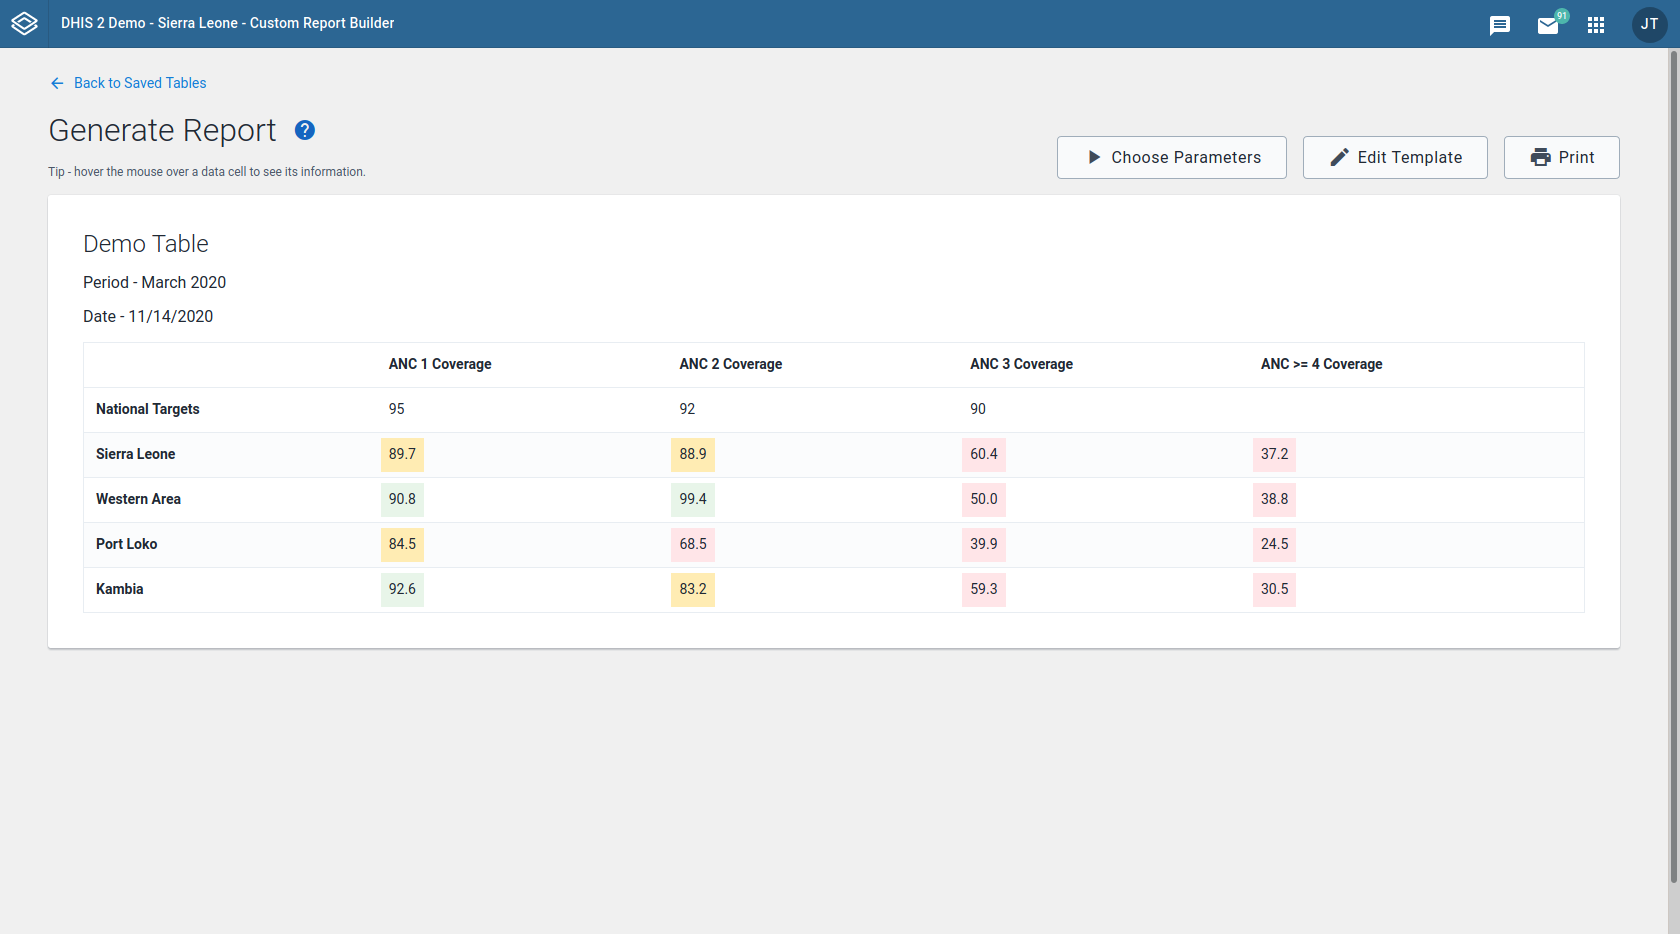 DHIS 2 Demo - Sierra Leone - Custom Report Builder
91
JT
Back to Saved Tables
Generate Report ?
Tip - hover the mouse over a data cell to see its information.
Choose Parameters
Edit Template
Print
Demo Table
Period - March 2020
Date - 11/14/2020
ANC 1 Coverage ANC 2 Coverage ANC 3 Coverage ANC >= 4 Coverage
National Targets 95 92 90
Sierra Leone 89.7 88.9 60.4 37.2
Western Area 90.8 99.4 50.0 38.8
Port Loko 84.5 68.5 39.9 24.5
Kambia 92.6 83.2 59.3 30.5